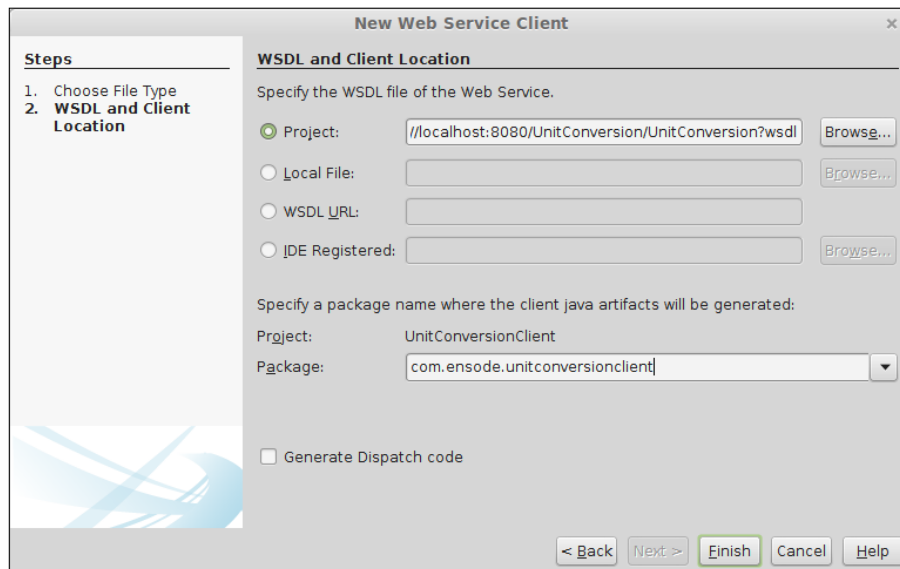 New Web Service Client
Steps
1. Choose File Type
2. WSDL and Client
Location
WSDL and Client Location
Specify the WSDL file of the Web Service.
Project: //localhost:8080/UnitConversion/UnitConversion?wsdl Browse...
Local File: Browse...
WSDL URL:
IDE Registered: Browse...
Specify a package name where the client java artifacts will be generated:
Project: UnitConversionClient
Package: com.ensode.unitconversionclient
Generate Dispatch code
< Back Next > Finish Cancel Help